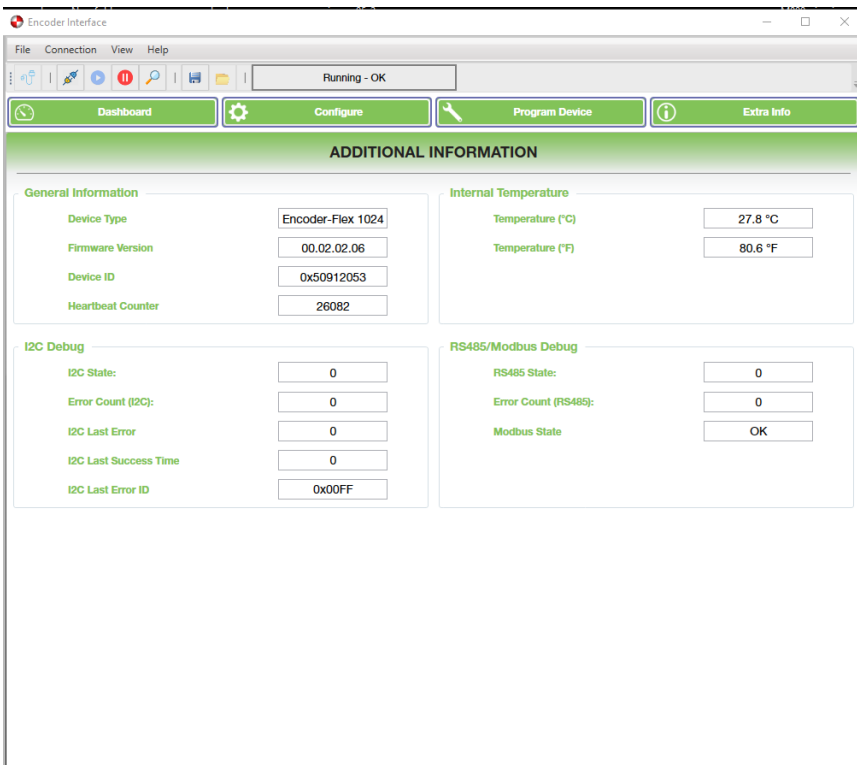 Encoder Interface
File Connection View Help
Running - OK
Dashboard Configure Program Device Extra Info
ADDITIONAL INFORMATION
General Information
Device Type Encoder-Flex 1024
Firmware Version 00.02.02.06
Device ID 0x50912053
Heartbeat Counter 26082
Internal Temperature
Temperature (°C) 27.8 °C
Temperature (°F) 80.6 °F
I2C Debug
I2C State: 0
Error Count (I2C): 0
I2C Last Error 0
I2C Last Success Time 0
I2C Last Error ID 0x00FF
RS485/Modbus Debug
RS485 State: 0
Error Count (RS485): 0
Modbus State OK